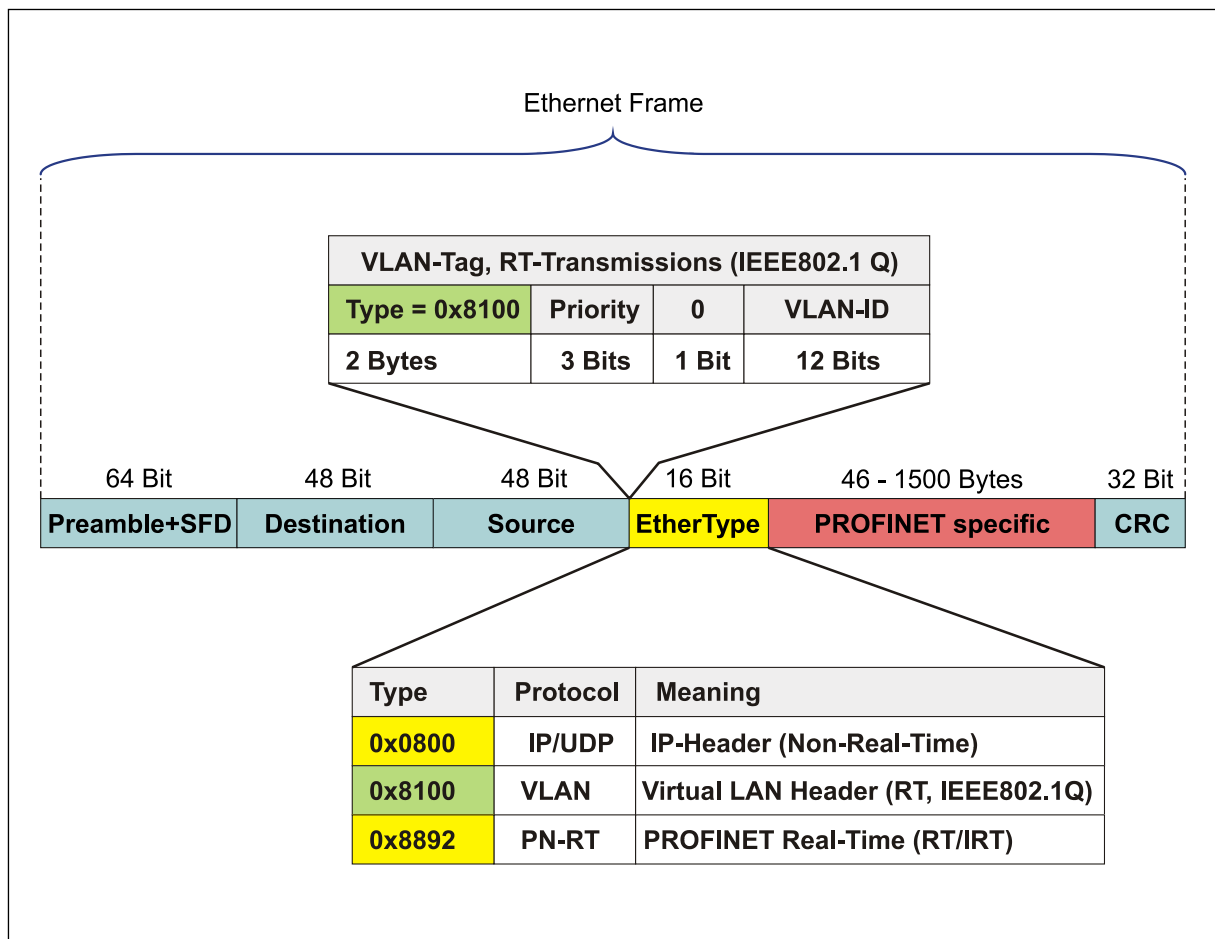 Ethernet Frame
VLAN-Tag, RT-Transmissions (IEEE802.1 Q)
Type = 0x8100 Priority 0 VLAN-ID
2 Bytes 3 Bits 1 Bit 12 Bits
64 Bit 48 Bit 48 Bit 16 Bit 46 - 1500 Bytes 32 Bit
Preamble+SFD Destination Source EtherType PROFINET specific CRC
Type Protocol Meaning
0x0800 IP/UDP IP-Header (Non-Real-Time)
0x8100 VLAN Virtual LAN Header (RT, IEEE802.1Q)
0x8892 PN-RT PROFINET Real-Time (RT/IRT)